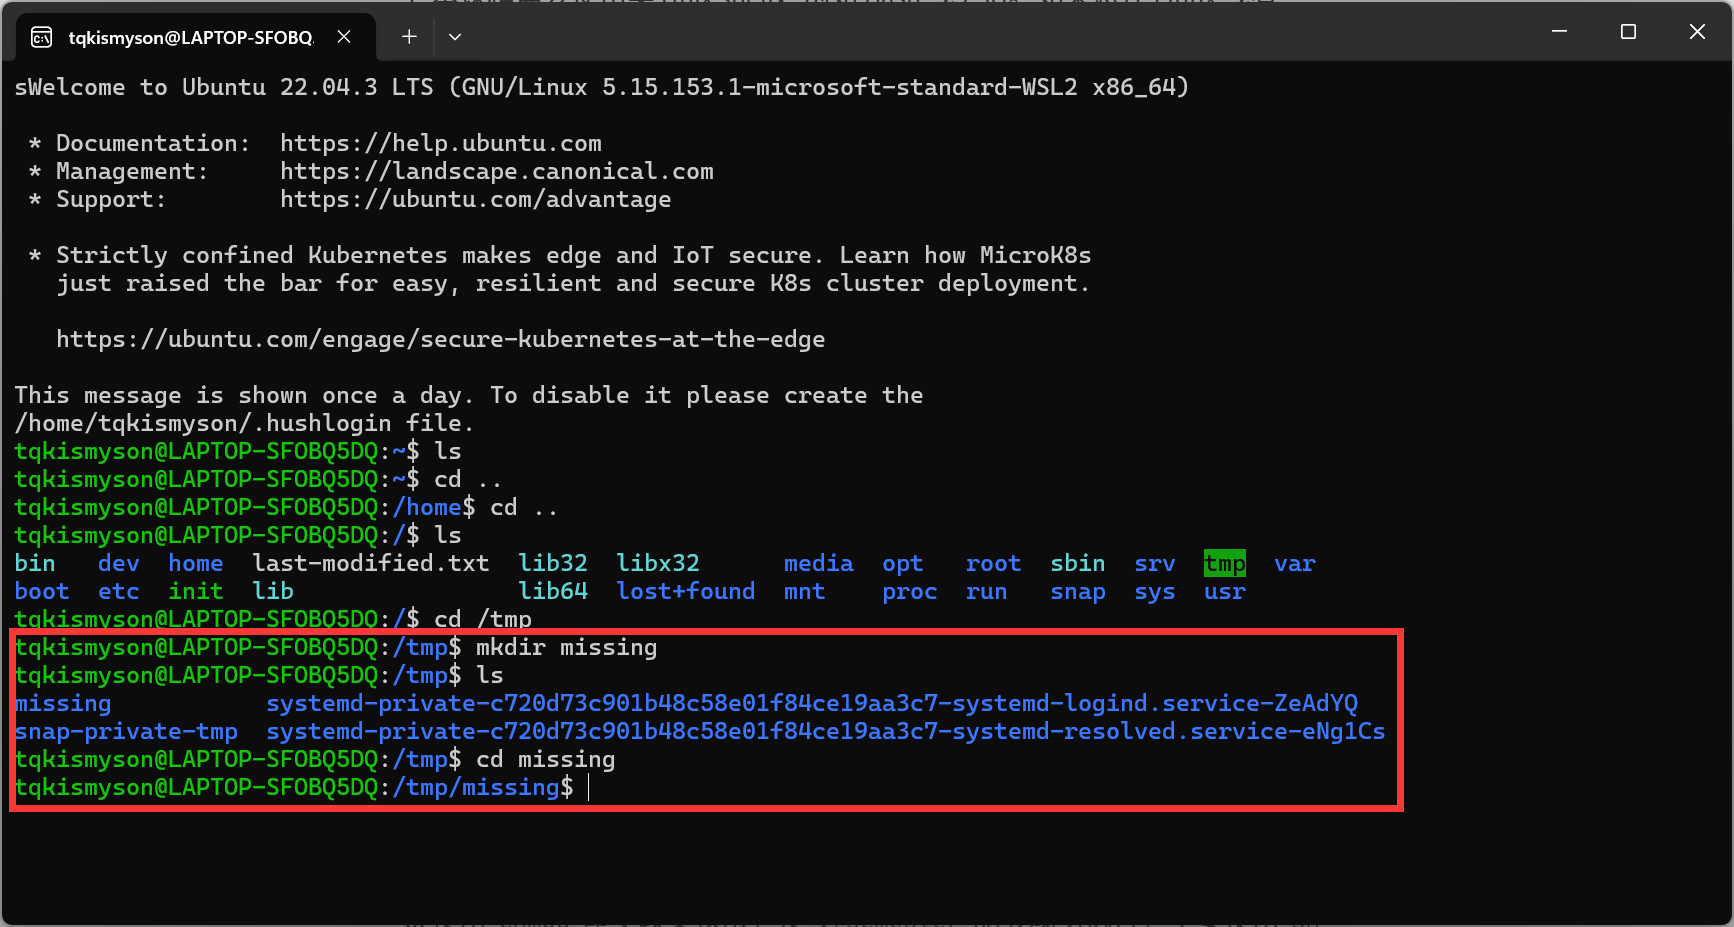 tqkismyson@LAPTOP-SFOBQ
sWelcome to Ubuntu 22.04.3 LTS (GNU/Linux 5.15.153.1-microsoft-standard-WSL2 x86_64)
* Documentation:  https://help.ubuntu.com
* Management:     https://landscape.canonical.com
* Support:        https://ubuntu.com/advantage
* Strictly confined Kubernetes makes edge and IoT secure. Learn how MicroK8s
just raised the bar for easy, resilient and secure K8s cluster deployment.
https://ubuntu.com/engage/secure-kubernetes-at-the-edge
This message is shown once a day. To disable it please create the
/home/tqkismyson/.hushlogin file.
tqkismyson@LAPTOP-SFOBQ5DQ:~$ ls
tqkismyson@LAPTOP-SFOBQ5DQ:~$ cd ..
tqkismyson@LAPTOP-SFOBQ5DQ:/home$ cd ..
tqkismyson@LAPTOP-SFOBQ5DQ:/$ ls
bin   dev  home  last-modified.txt  lib32  libx32      media  opt   root  sbin  srv  tmp  var
boot  etc  init  lib                lib64  lost+found  mnt    proc  run   snap  sys  usr
tqkismyson@LAPTOP-SFOBQ5DQ:/$ cd /tmp
tqkismyson@LAPTOP-SFOBQ5DQ:/tmp$ mkdir missing
tqkismyson@LAPTOP-SFOBQ5DQ:/tmp$ ls
missing           systemd-private-c720d73c901b48c58e01f84ce19aa3c7-systemd-logind.service-ZeAdYQ
snap-private-tmp  systemd-private-c720d73c901b48c58e01f84ce19aa3c7-systemd-resolved.service-eNg1Cs
tqkismyson@LAPTOP-SFOBQ5DQ:/tmp$ cd missing
tqkismyson@LAPTOP-SFOBQ5DQ:/tmp/missing$